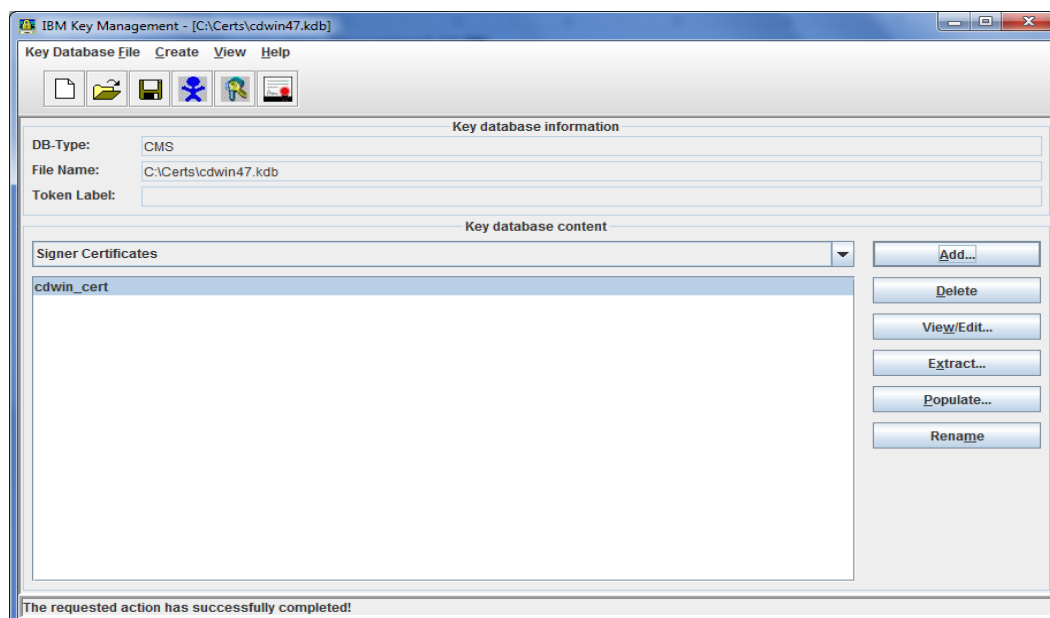 IBM Key Management - [C:\Certs\cdwin47.kdb]
Key Database File Create View Help
Key database information
DB-Type: CMS
File Name: C:\Certs\cdwin47.kdb
Token Label:
Key database content
Signer Certificates
Add...
cdwin_cert
Delete
View/Edit...
Extract...
Populate...
Rename
The requested action has successfully completed!